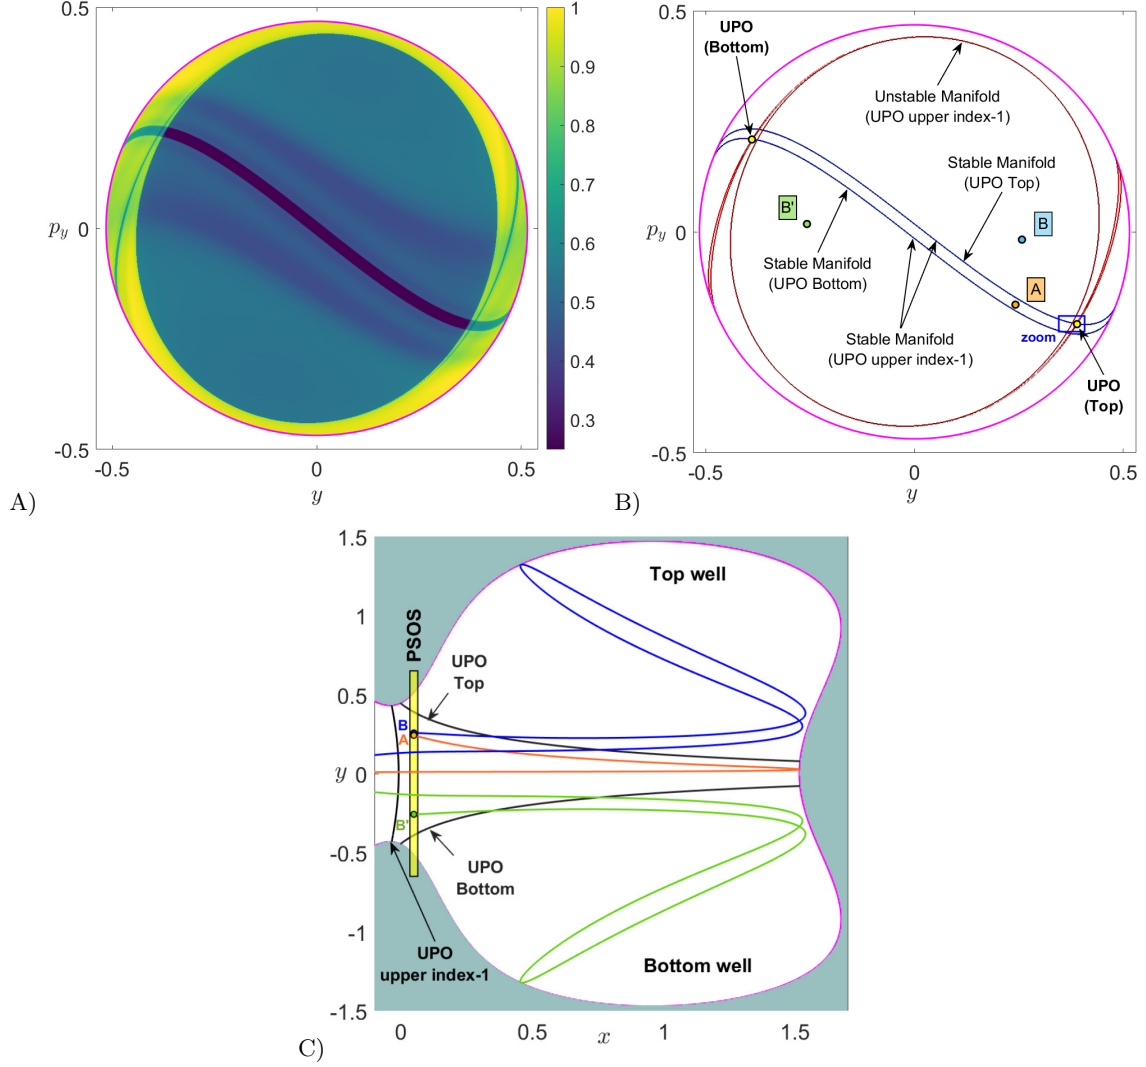 0.5
0
-0.5
p_y
-0.5
0
0.5
y
1
0.9
0.8
0.7
0.6
0.5
0.4
0.3
A)
0.5
0
-0.5
p_y
-0.5
0
0.5
y
UPO
(Bottom)
Unstable Manifold
(UPO upper index-1)
Stable Manifold
(UPO Top)
B'
B
A
Stable Manifold
(UPO Bottom)
Stable Manifold
(UPO upper index-1)
zoom
UPO
(Top)
B)
1.5
1
0.5
y 0
-0.5
-1
-1.5
Top well
PSOS
UPO
Top
B
A
B'
UPO
Bottom
UPO
upper index-1
Bottom well
0
0.5
x
1
1.5
C)